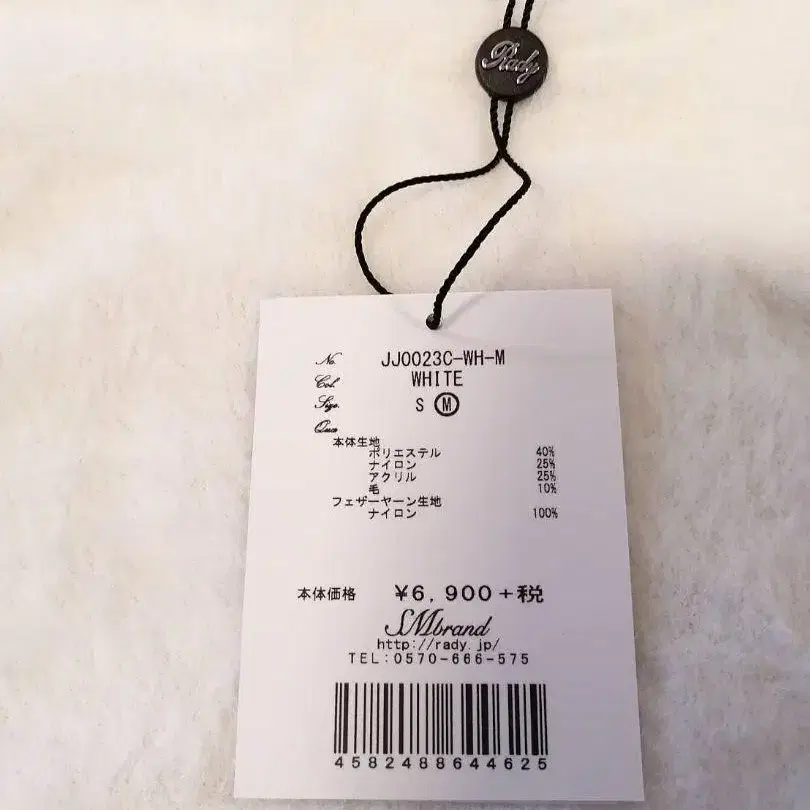 Rady
No. JJ0023C-WH-M
Col. WHITE
Size. S M
Qua
本体生地
ポリエステル 40%
ナイロン 25%
アクリル 25%
毛 10%
フェザーヤーン生地
ナイロン 100%
本体価格 ¥6,900+税
SMbrand
http://rady.jp/
TEL:0570-666-575
4582488644625